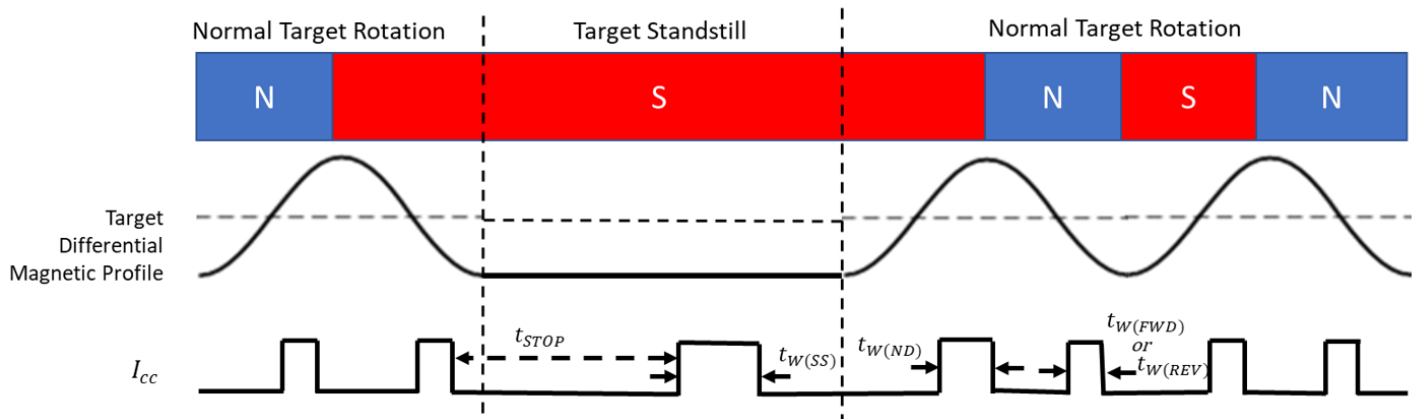 Normal Target Rotation Target Standstill Normal Target Rotation
N S N S N
Target
Differential
Magnetic Profile
t_STOP t_W(SS) t_W(ND) t_W(FWD)
or
t_W(REV)
I_cc